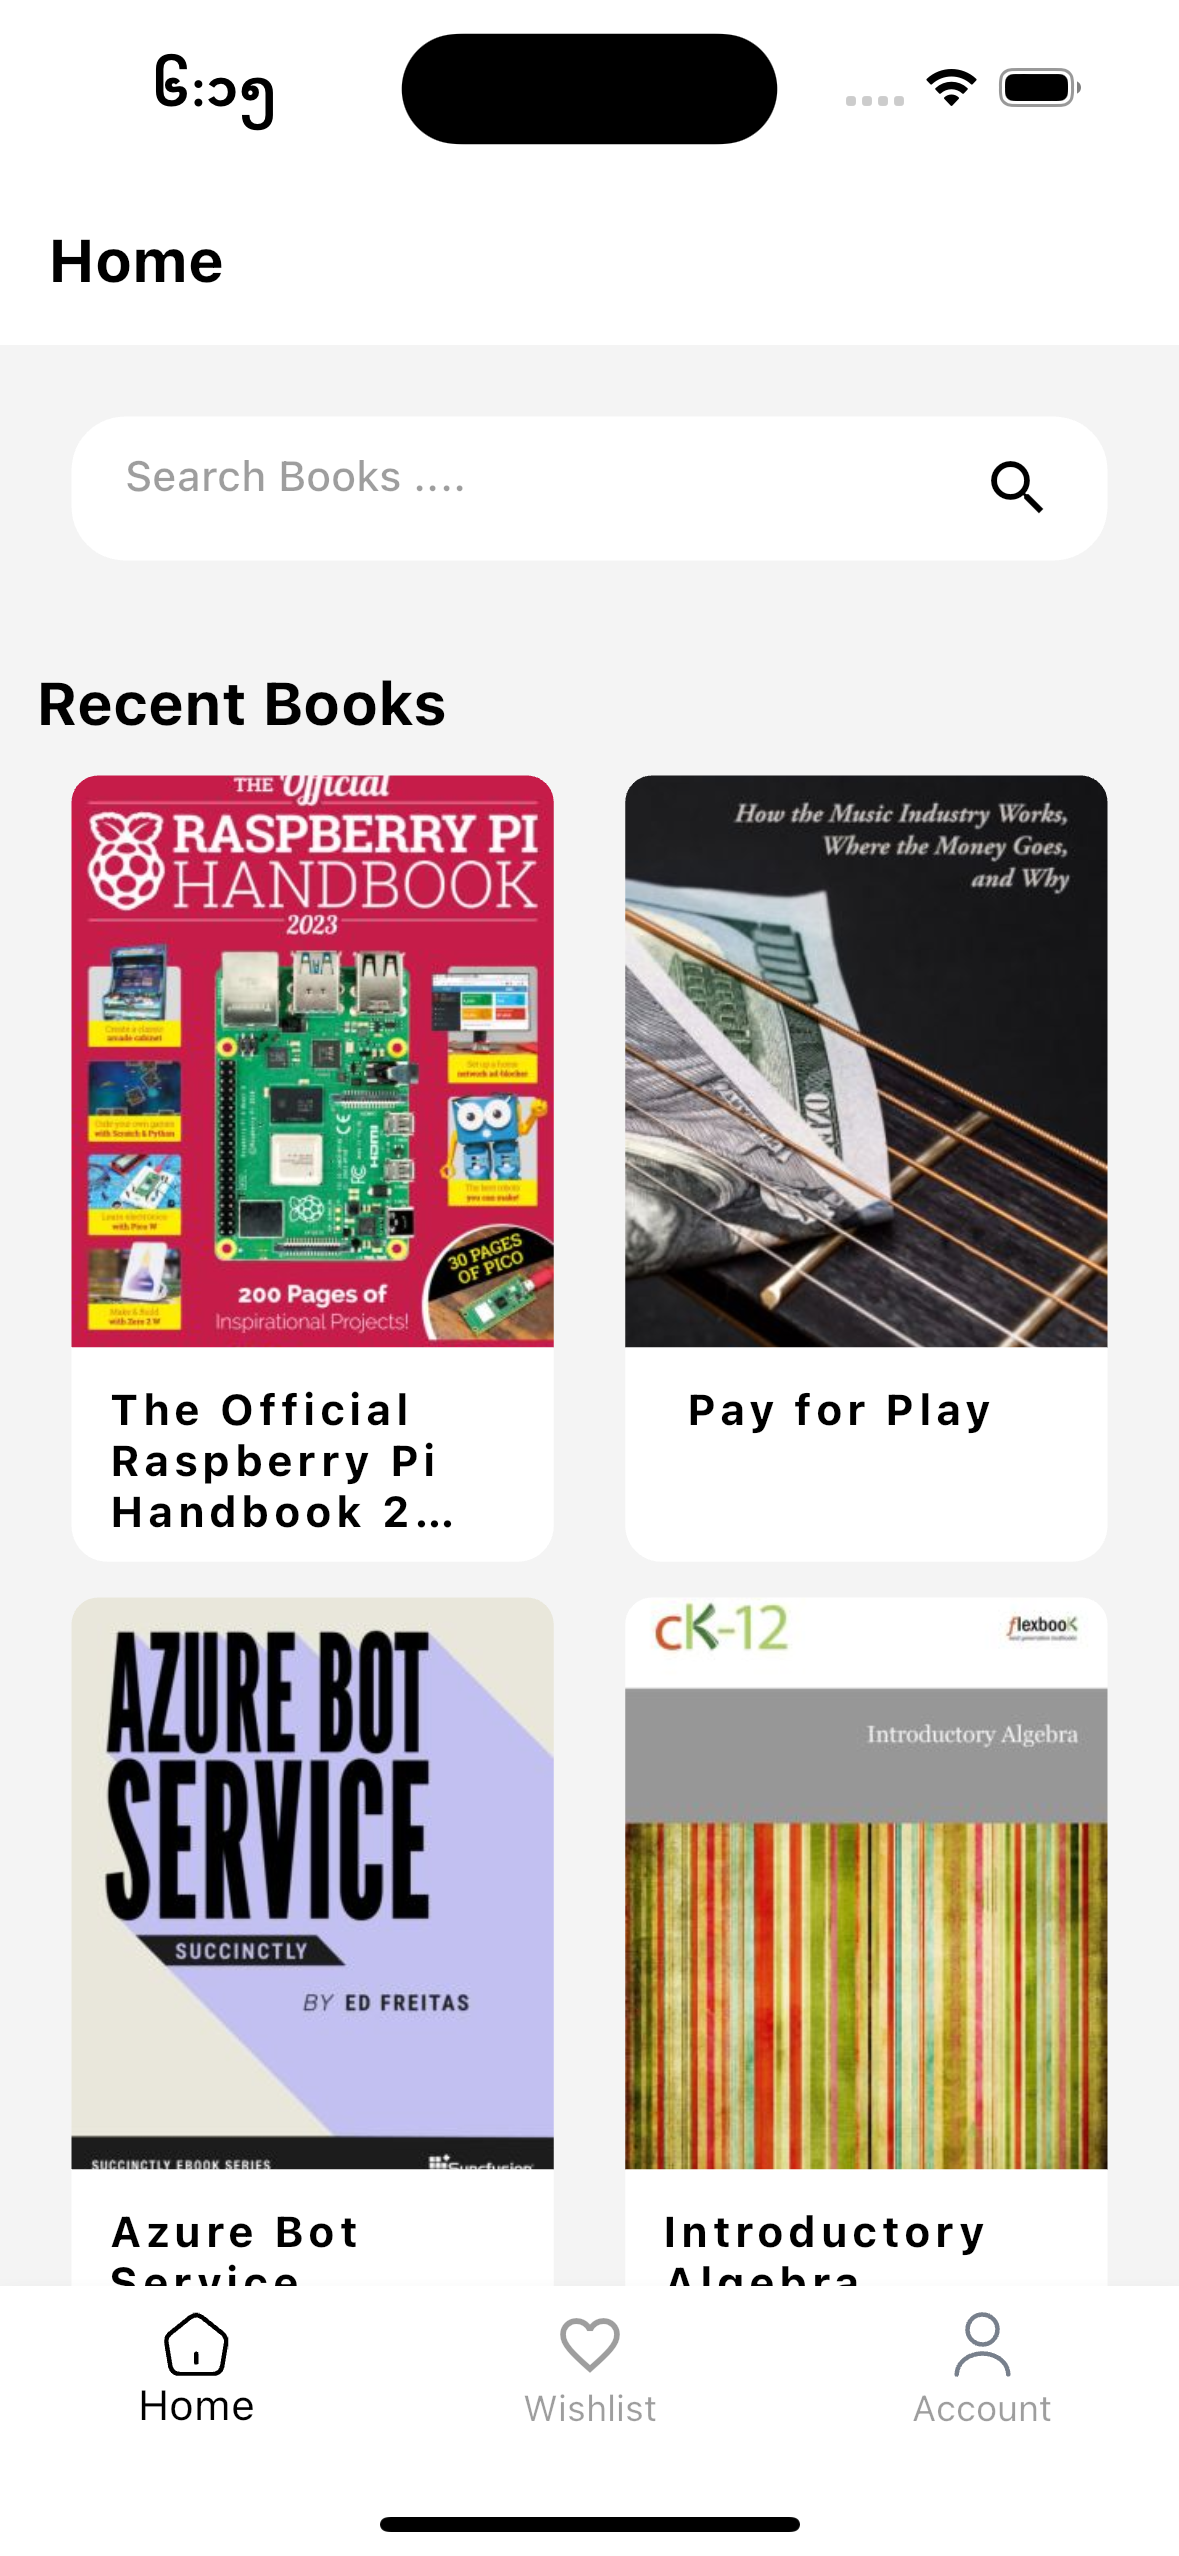 ၆:၁၅
Home
Search Books ....
Recent Books
THE Official
RASPBERRY PI
HANDBOOK
2023
Create a classic
arcade cabinet
Set up a home
network ad blocker
Code your own games
with Scratch & Python
HDMI
CE
FC
Learn electronics
with Pico W
The best robots
you can make!
Make & Build
with Zero 2 W
30 PAGES
OF PICO
200 Pages of
Inspirational Projects!
How the Music Industry Works,
Where the Money Goes,
and Why
The Official
Raspberry Pi
Handbook 2...
Pay for Play
AZURE BOT
SERVICE
SUCCINCTLY
BY ED FREITAS
SUCCINCTLY EBOOK SERIES
Syncfusion
cK-12
flexbook
Introductory Algebra
Azure Bot
Service
Introductory
Algebra
Home
Wishlist
Account